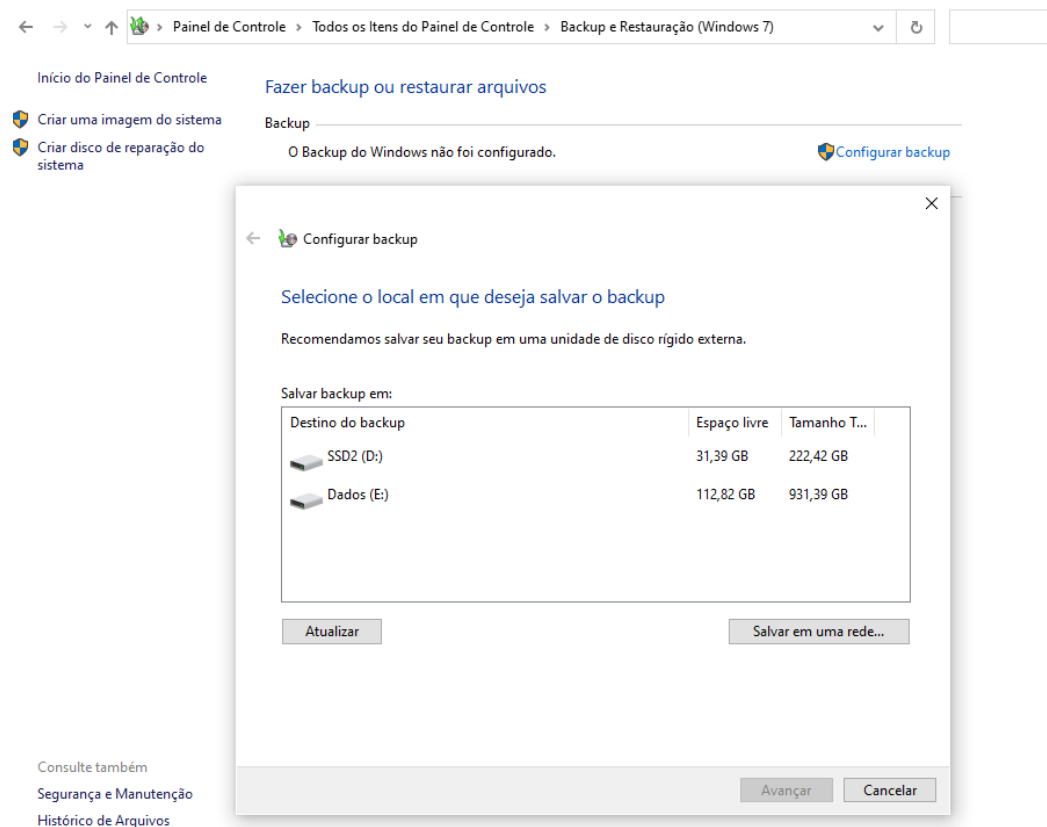 Painel de Controle > Todos os Itens do Painel de Controle > Backup e Restauração (Windows 7)
Início do Painel de Controle
Criar uma imagem do sistema
Criar disco de reparação do
sistema
Fazer backup ou restaurar arquivos
Backup
O Backup do Windows não foi configurado.
Configurar backup
Configurar backup
Selecione o local em que deseja salvar o backup
Recomendamos salvar seu backup em uma unidade de disco rígido externa.
Salvar backup em:
Destino do backup Espaço livre Tamanho T...
SSD2 (D:) 31,39 GB 222,42 GB
Dados (E:) 112,82 GB 931,39 GB
Atualizar Salvar em uma rede...
Avançar Cancelar
Consulte também
Segurança e Manutenção
Histórico de Arquivos